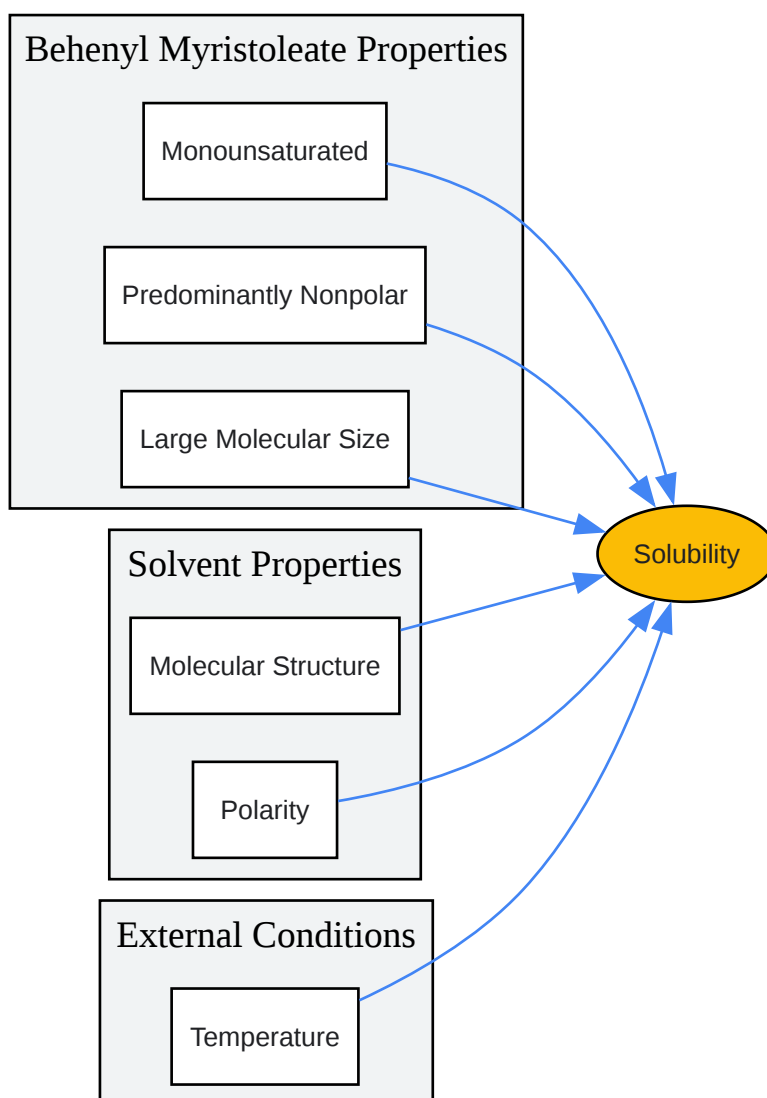 Behenyl Myristoleate Properties
Monounsaturated
Predominantly Nonpolar
Large Molecular Size
Solubility
Solvent Properties
Molecular Structure
Polarity
External Conditions
Temperature